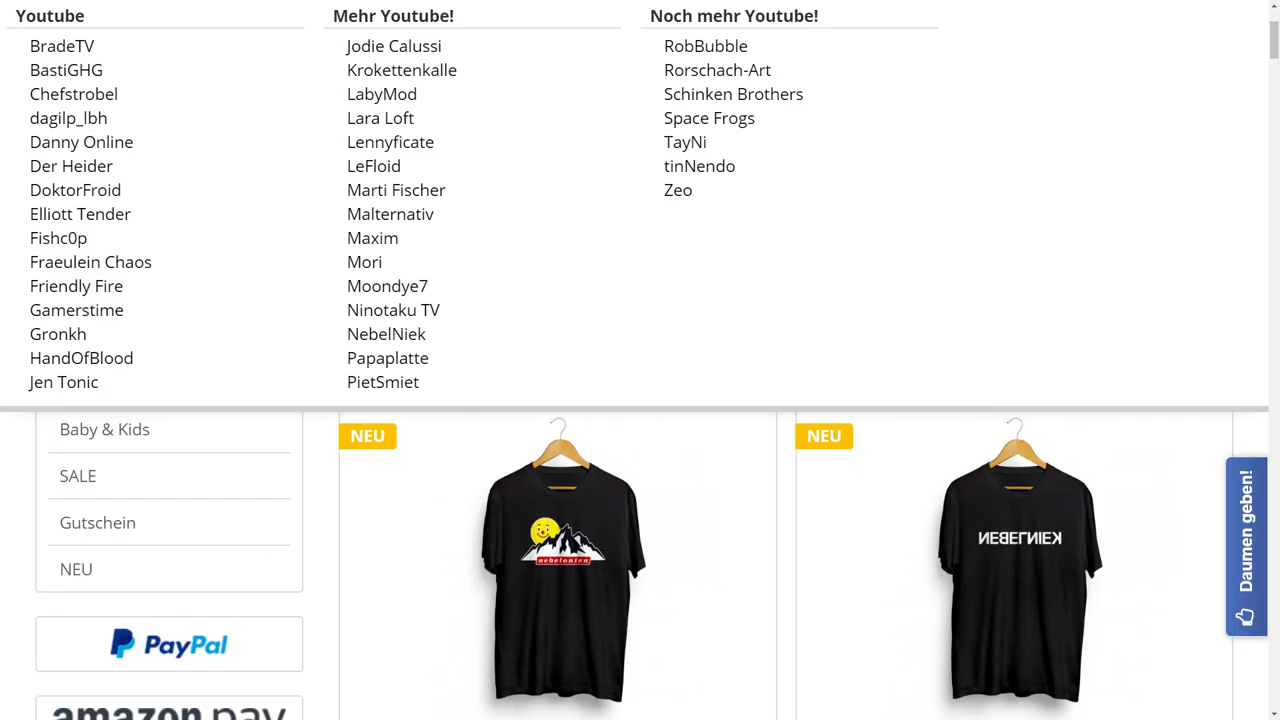 Youtube
BradeTV
BastiGHG
Chefstrobel
dagilp_lbh
Danny Online
Der Heider
DoktorFroid
Elliott Tender
Fishc0p
Fraeulein Chaos
Friendly Fire
Gamerstime
Gronkh
HandOfBlood
Jen Tonic
Mehr Youtube!
Jodie Calussi
Krokettenkalle
LabyMod
Lara Loft
Lennyficate
LeFloid
Marti Fischer
Malternativ
Maxim
Mori
Moondye7
Ninotaku TV
NebelNiek
Papaplatte
PietSmiet
Noch mehr Youtube!
RobBubble
Rorschach-Art
Schinken Brothers
Space Frogs
TayNi
tinNendo
Zeo
Baby & Kids
SALE
Gutschein
NEU
PayPal
amazon pay
NEU
nebelonien
NEU
NEBELNIEK
Daumen geben!